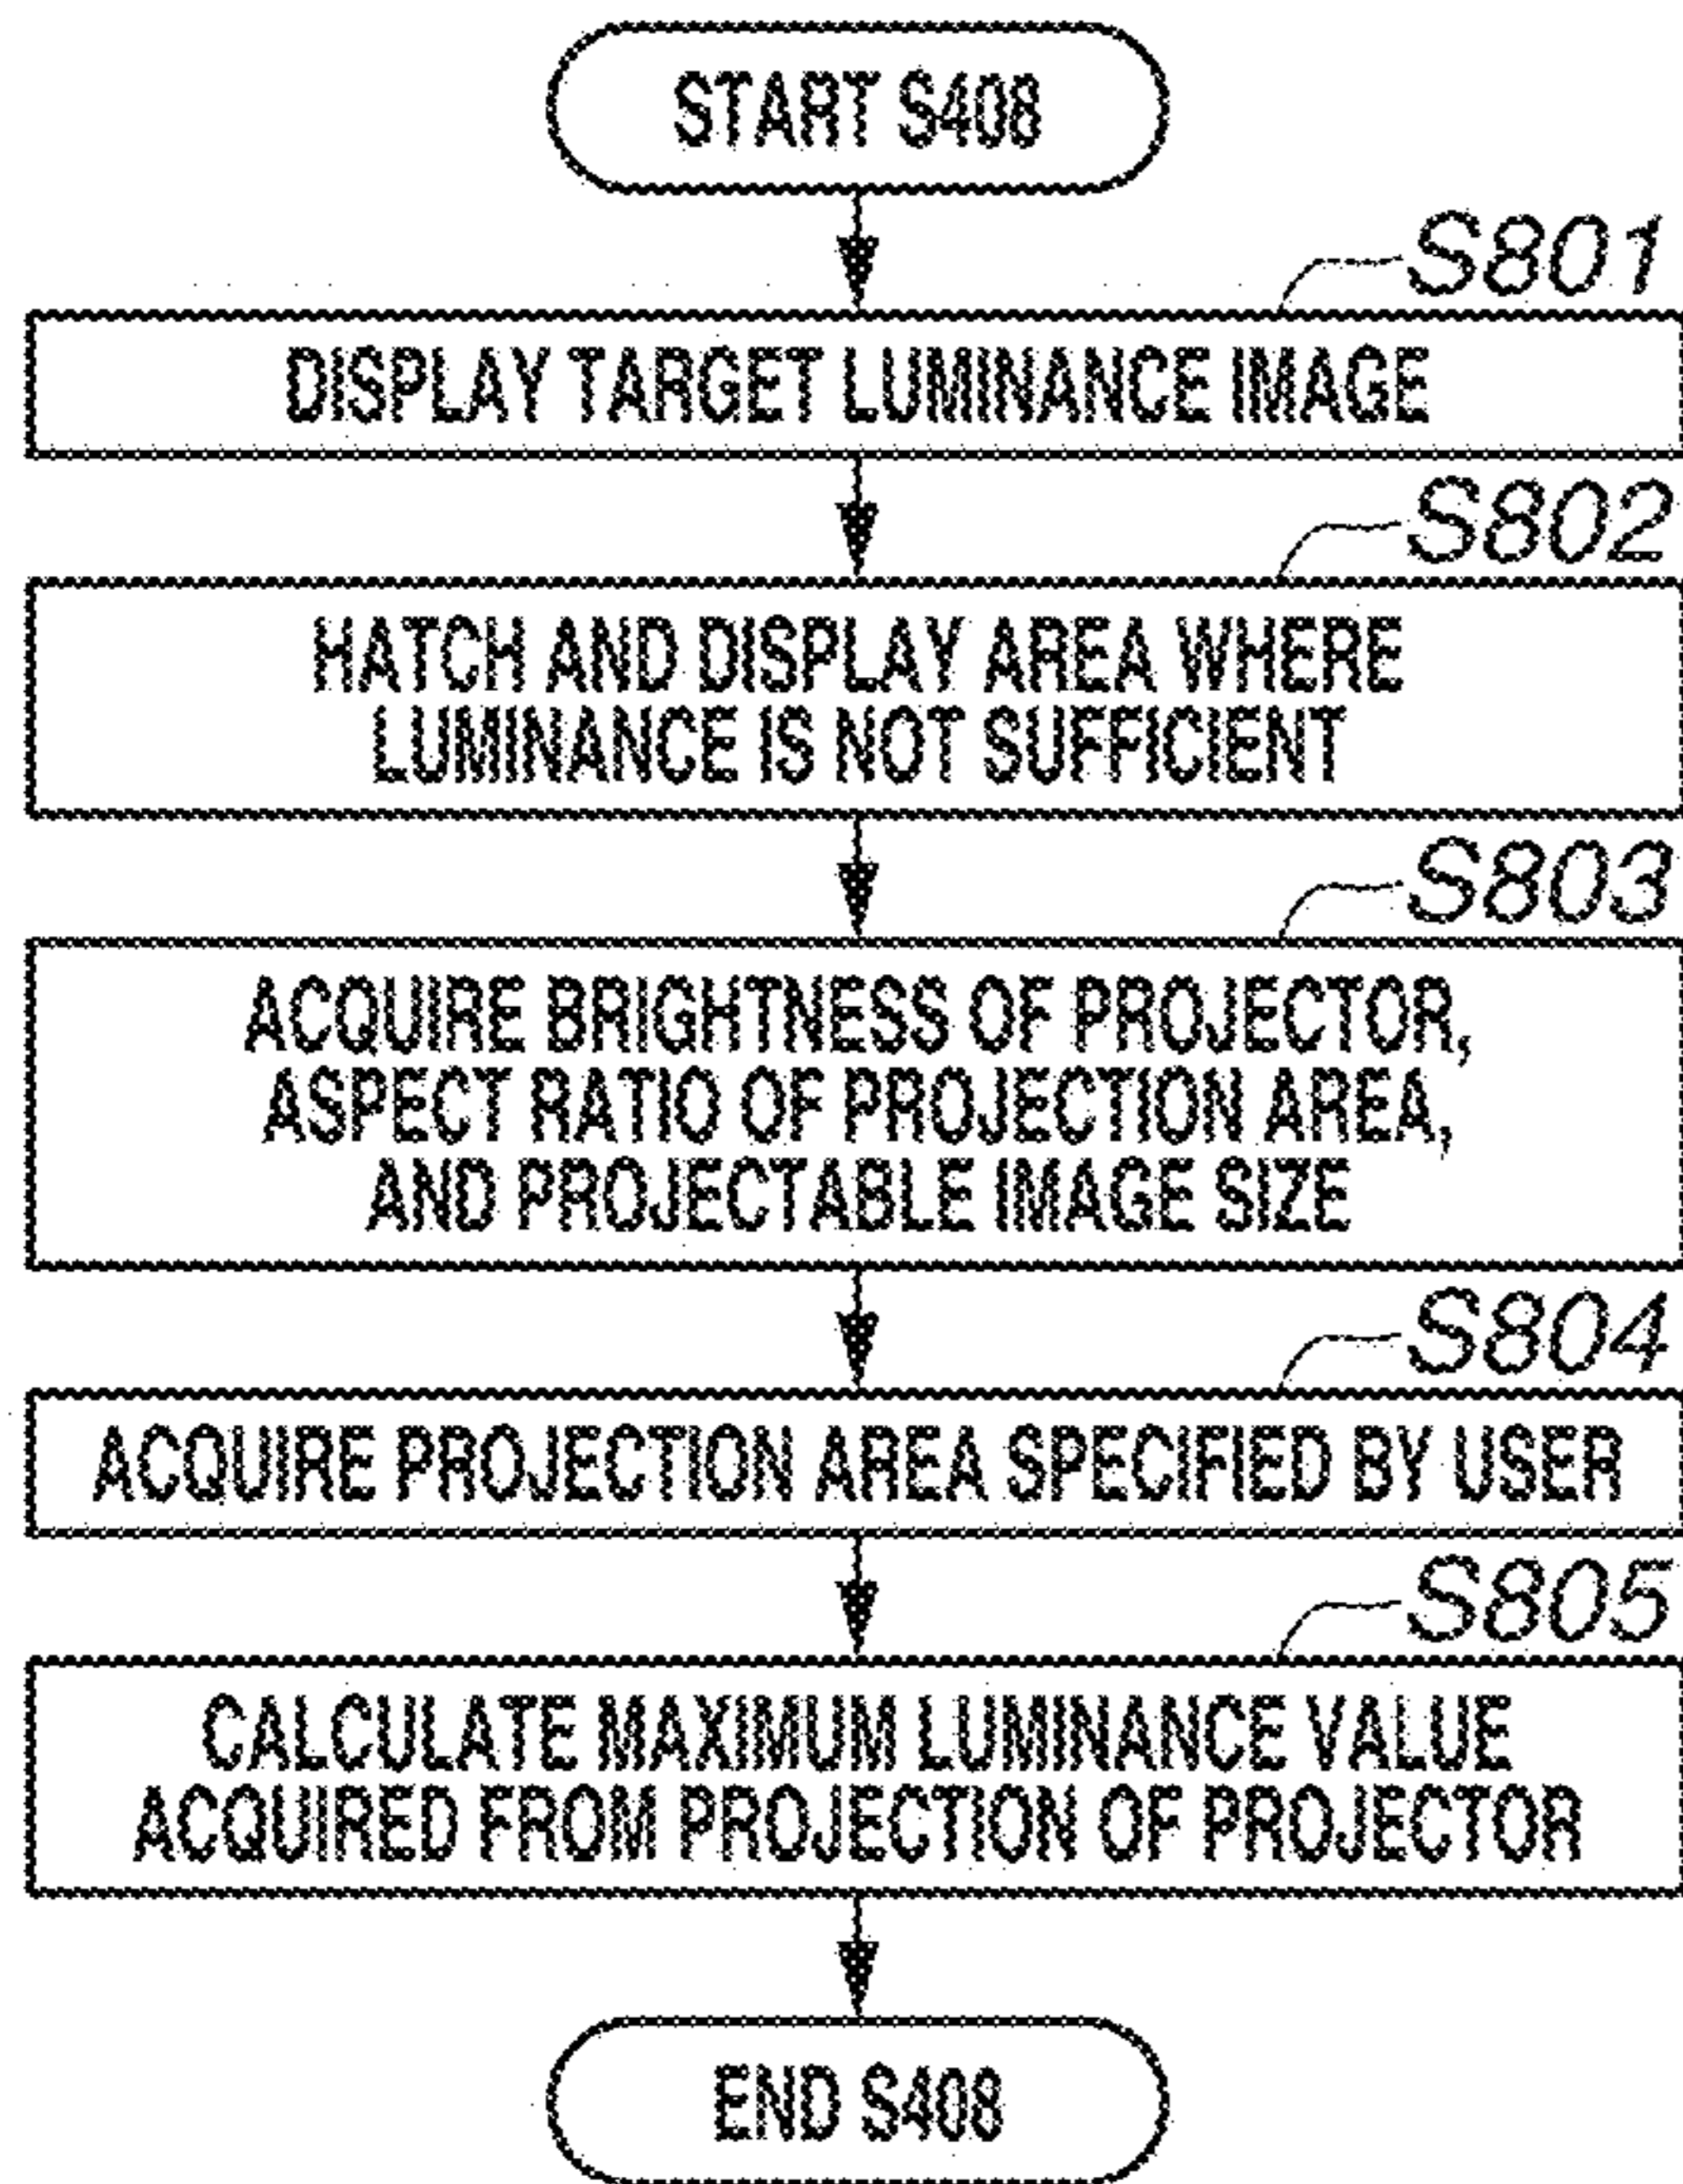 START S408
S801
DISPLAY TARGET LUMINANCE IMAGE
S802
HATCH AND DISPLAY AREA WHERE
LUMINANCE IS NOT SUFFICIENT
S803
ACQUIRE BRIGHTNESS OF PROJECTOR,
ASPECT RATIO OF PROJECTION AREA,
AND PROJECTABLE IMAGE SIZE
S804
ACQUIRE PROJECTION AREA SPECIFIED BY USER
S805
CALCULATE MAXIMUM LUMINANCE VALUE
ACQUIRED FROM PROJECTION OF PROJECTOR
END S408